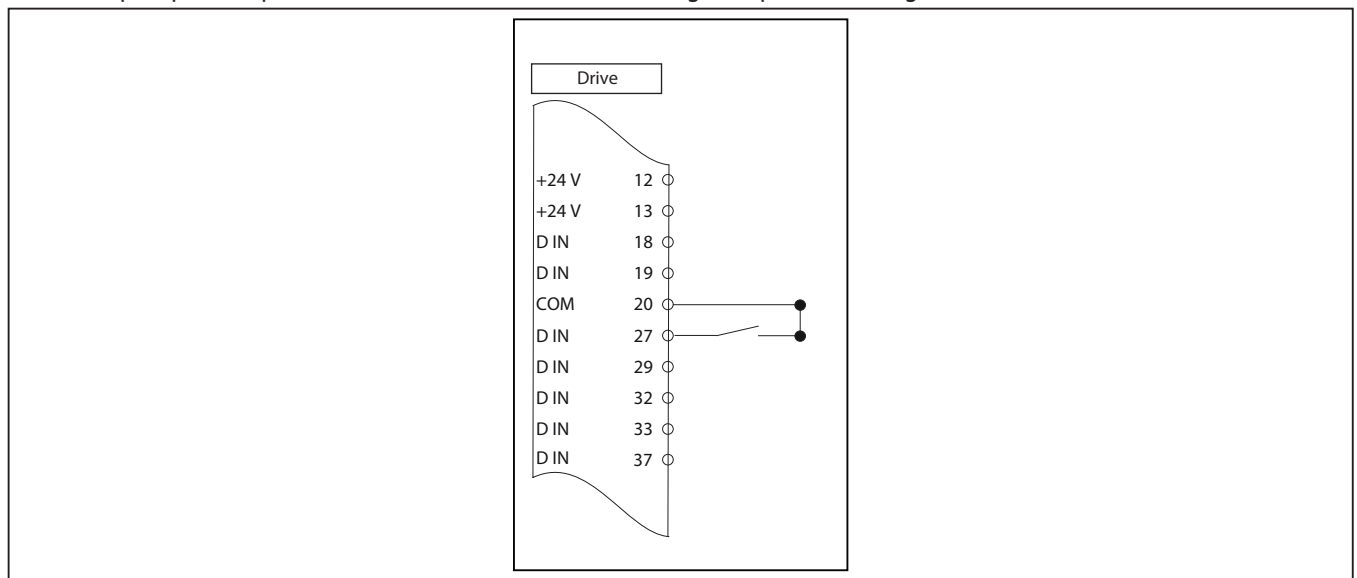 Drive
+24 V 12
+24 V 13
D IN 18
D IN 19
COM 20
D IN 27
D IN 29
D IN 32
D IN 33
D IN 37